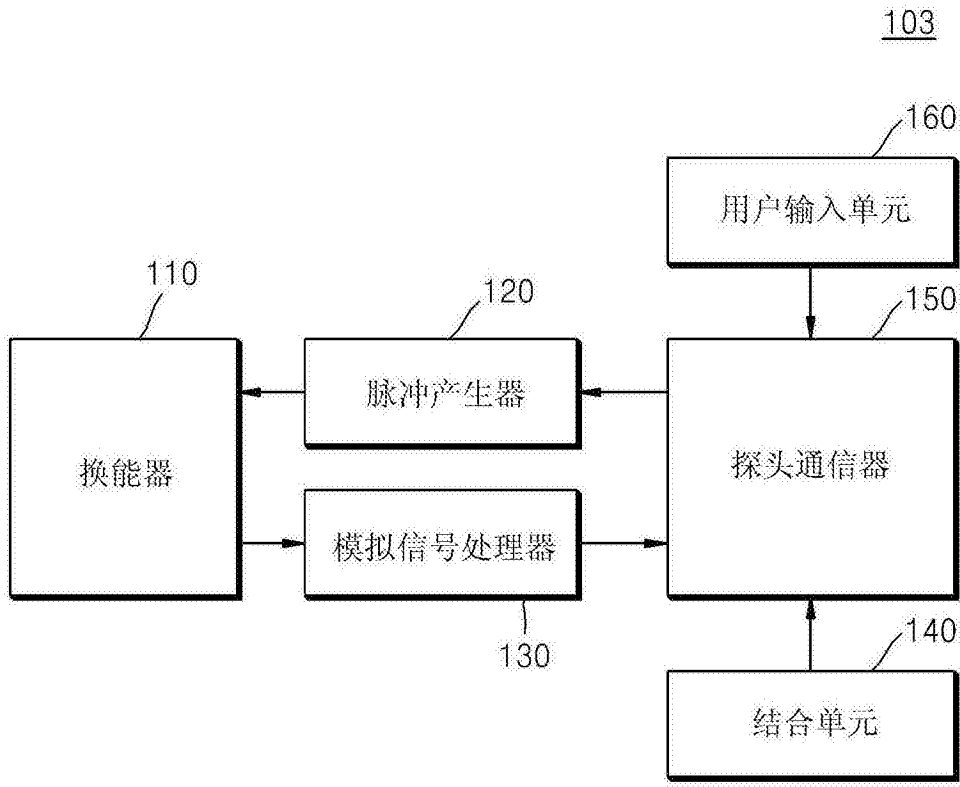 103
160
用户输入单元
110
120
150
脉冲产生器
换能器
探头通信器
模拟信号处理器
130
140
结合单元